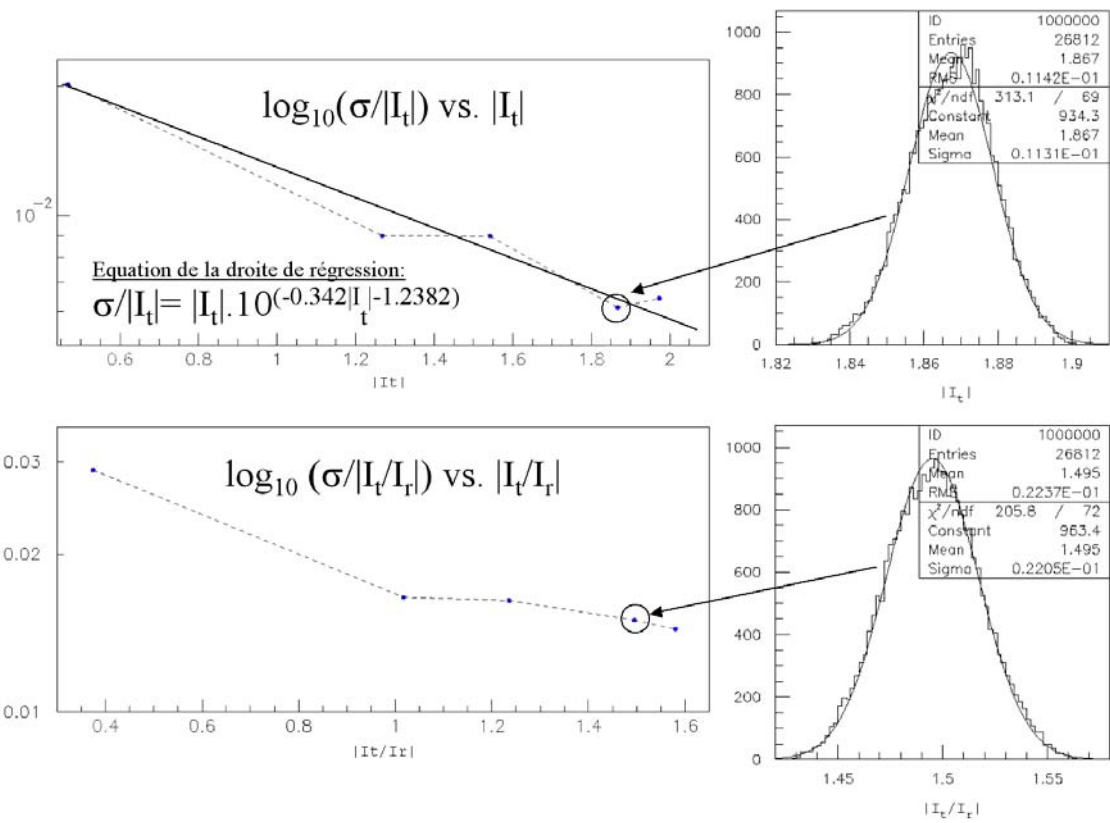 log₁₀(σ/|Iₜ|) vs. |Iₜ|
10⁻²
Equation de la droite de régression:
σ/|Iₜ|= |Iₜ|.10^(-0.342|Iₜ|-1.2382)
0.6 0.8 1 1.2 1.4 1.6 1.8 2
|It|
ID 1000000
Entries 26812
Mean 1.867
RMS 0.1142E-01
χ²/ndf 313.1 / 69
Constant 934.3
Mean 1.867
Sigma 0.1131E-01
1000
800
600
400
200
0
1.82 1.84 1.86 1.88 1.9
|Iₜ|
log₁₀ (σ/|Iₜ/Iᵣ|) vs. |Iₜ/Iᵣ|
0.03
0.02
0.01
0.4 0.6 0.8 1 1.2 1.4 1.6
|It/Ir|
ID 1000000
Entries 26812
Mean 1.495
RMS 0.2237E-01
χ²/ndf 205.8 / 72
Constant 963.4
Mean 1.495
Sigma 0.2205E-01
1000
800
600
400
200
0
1.45 1.5 1.55
|Iₜ/Iᵣ|